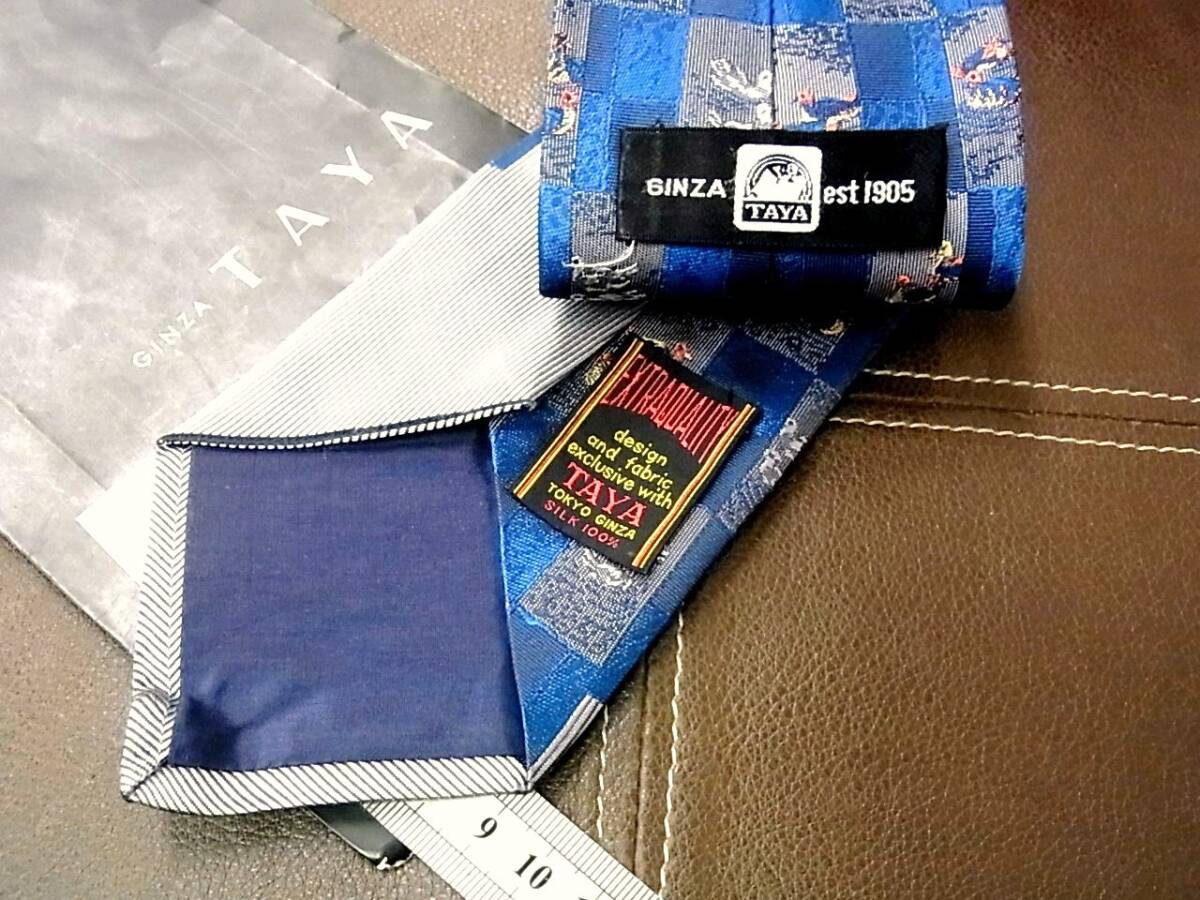 GINZA TAYA
GINZA TAYA est 1905
EXTRAQUALITY
design
and fabric
exclusive with
TAYA
TOKYO GINZA
SILK 100%
9 10